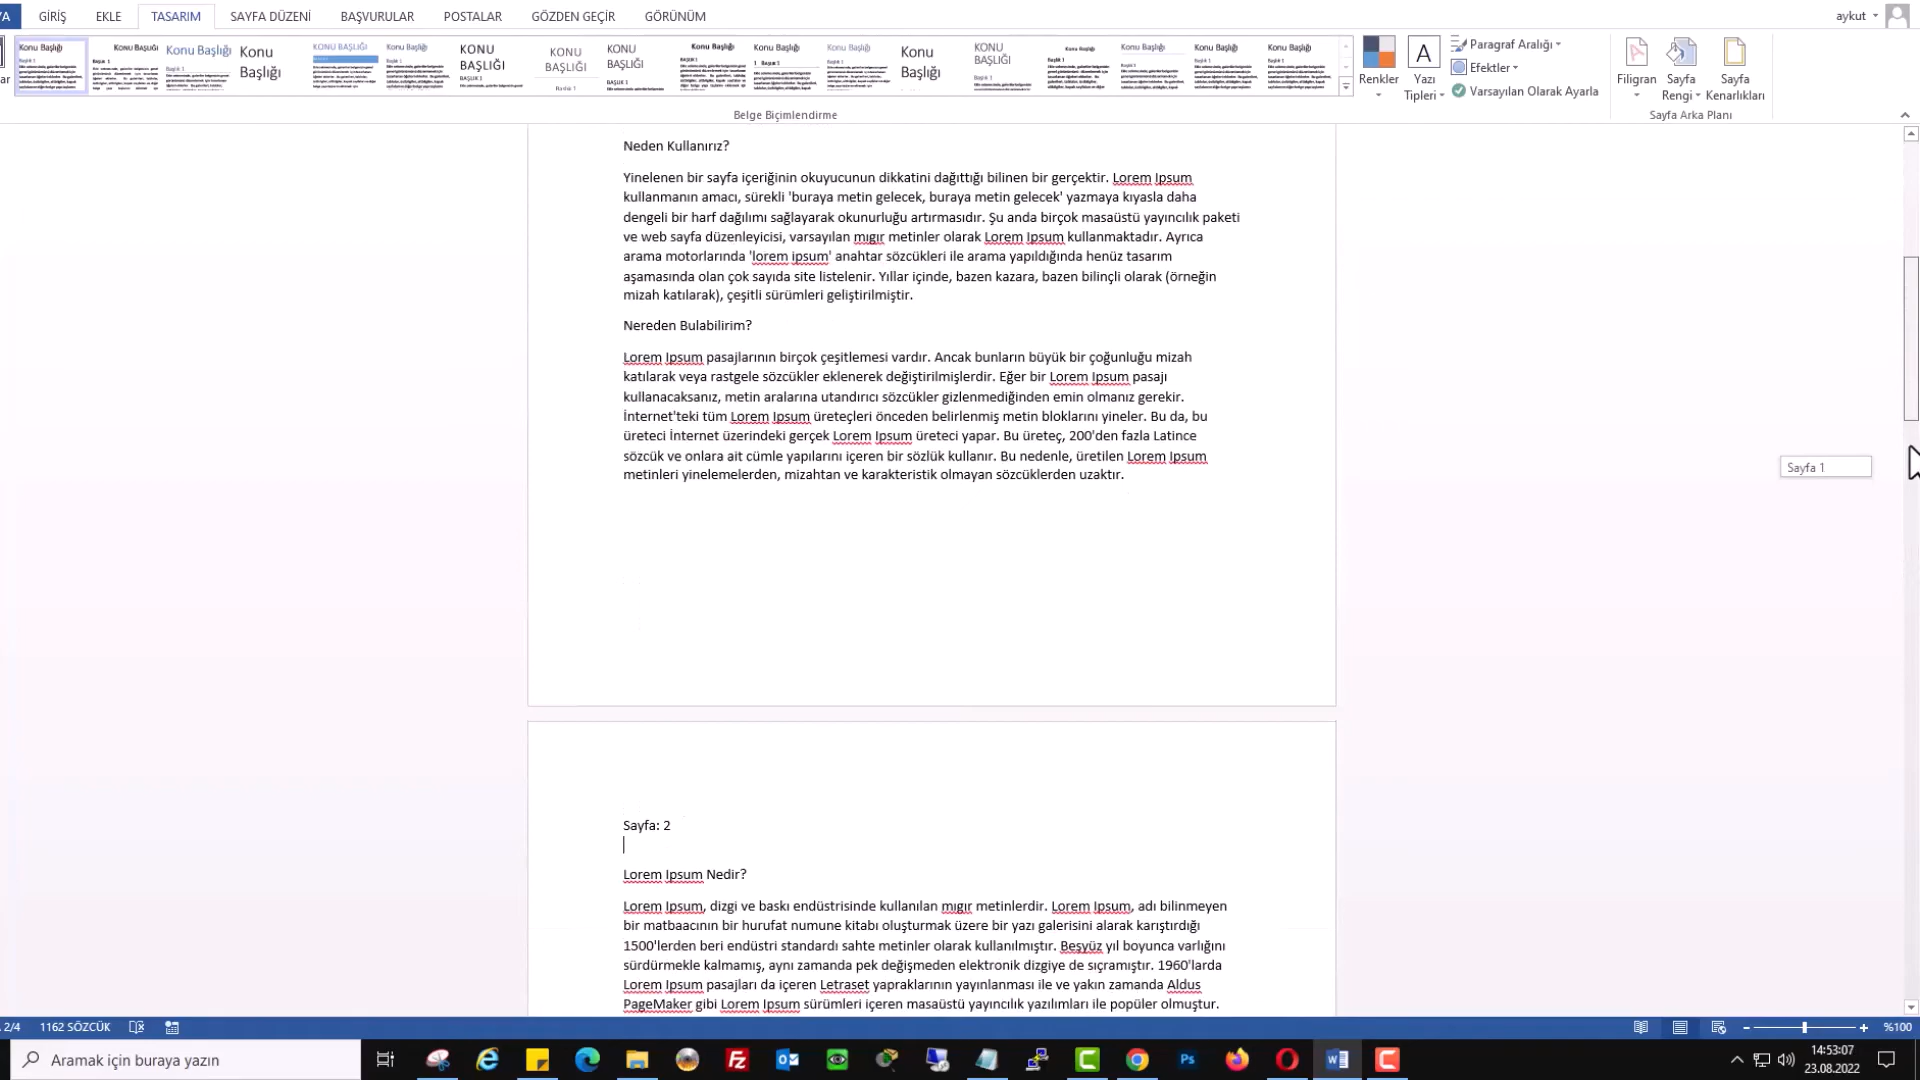 GİRİŞ EKLE TASARIM SAYFA DÜZENİ BAŞVURULAR POSTALAR GÖZDEN GEÇİR GÖRÜNÜM aykut
Konu Başlığı Konu Başlığı Konu Başlığı Konu Başlığı KONU BAŞLIĞI Konu Başlığı KONU BAŞLIĞI KONU BAŞLIĞI KONU BAŞLIĞI Konu Başlığı Konu Başlığı Konu Başlığı Konu Başlığı KONU BAŞLIĞI Konu Başlığı Konu Başlığı Konu Başlığı Konu Başlığı
Renkler
Yazı Tipleri
Paragraf Aralığı
Efektler
Varsayılan Olarak Ayarla
Filigran
Sayfa Rengi
Sayfa Kenarlıkları
Belge Biçimlendirme Sayfa Arka Planı
Neden Kullanırız?
Yinelenen bir sayfa içeriğinin okuyucunun dikkatini dağıttığı bilinen bir gerçektir. Lorem Ipsum
kullanmanın amacı, sürekli 'buraya metin gelecek, buraya metin gelecek' yazmaya kıyasla daha
dengeli bir harf dağılımı sağlayarak okunurluğu artırmasıdır. Şu anda birçok masaüstü yayıncılık paketi
ve web sayfa düzenleyicisi, varsayılan mıgır metinler olarak Lorem Ipsum kullanmaktadır. Ayrıca
arama motorlarında 'lorem ipsum' anahtar sözcükleri ile arama yapıldığında henüz tasarım
aşamasında olan çok sayıda site listelenir. Yıllar içinde, bazen kazara, bazen bilinçli olarak (örneğin
mizah katılarak), çeşitli sürümleri geliştirilmiştir.
Nereden Bulabilirim?
Lorem Ipsum pasajlarının birçok çeşitlemesi vardır. Ancak bunların büyük bir çoğunluğu mizah
katılarak veya rastgele sözcükler eklenerek değiştirilmişlerdir. Eğer bir Lorem Ipsum pasajı
kullanacaksanız, metin aralarına utandırıcı sözcükler gizlenmediğinden emin olmanız gerekir.
İnternet'teki tüm Lorem Ipsum üreteçleri önceden belirlenmiş metin bloklarını yineler. Bu da, bu
üreteci İnternet üzerindeki gerçek Lorem Ipsum üreteci yapar. Bu üreteç, 200'den fazla Latince
sözcük ve onlara ait cümle yapılarını içeren bir sözlük kullanır. Bu nedenle, üretilen Lorem Ipsum
metinleri yinelemelerden, mizahtan ve karakteristik olmayan sözcüklerden uzaktır.
Sayfa 1
Sayfa: 2
Lorem Ipsum Nedir?
Lorem Ipsum, dizgi ve baskı endüstrisinde kullanılan mıgır metinlerdir. Lorem Ipsum, adı bilinmeyen
bir matbaacının bir hurufat numune kitabı oluşturmak üzere bir yazı galerisini alarak karıştırdığı
1500'lerden beri endüstri standardı sahte metinler olarak kullanılmıştır. Beşyüz yıl boyunca varlığını
sürdürmekle kalmamış, aynı zamanda pek değişmeden elektronik dizgiye de sıçramıştır. 1960'larda
Lorem Ipsum pasajları da içeren Letraset yapraklarının yayınlanması ile ve yakın zamanda Aldus
PageMaker gibi Lorem Ipsum sürümleri içeren masaüstü yayıncılık yazılımları ile popüler olmuştur.
2/4 1162 SÖZCÜK %100
Aramak için buraya yazın
14:53:07
23.08.2022